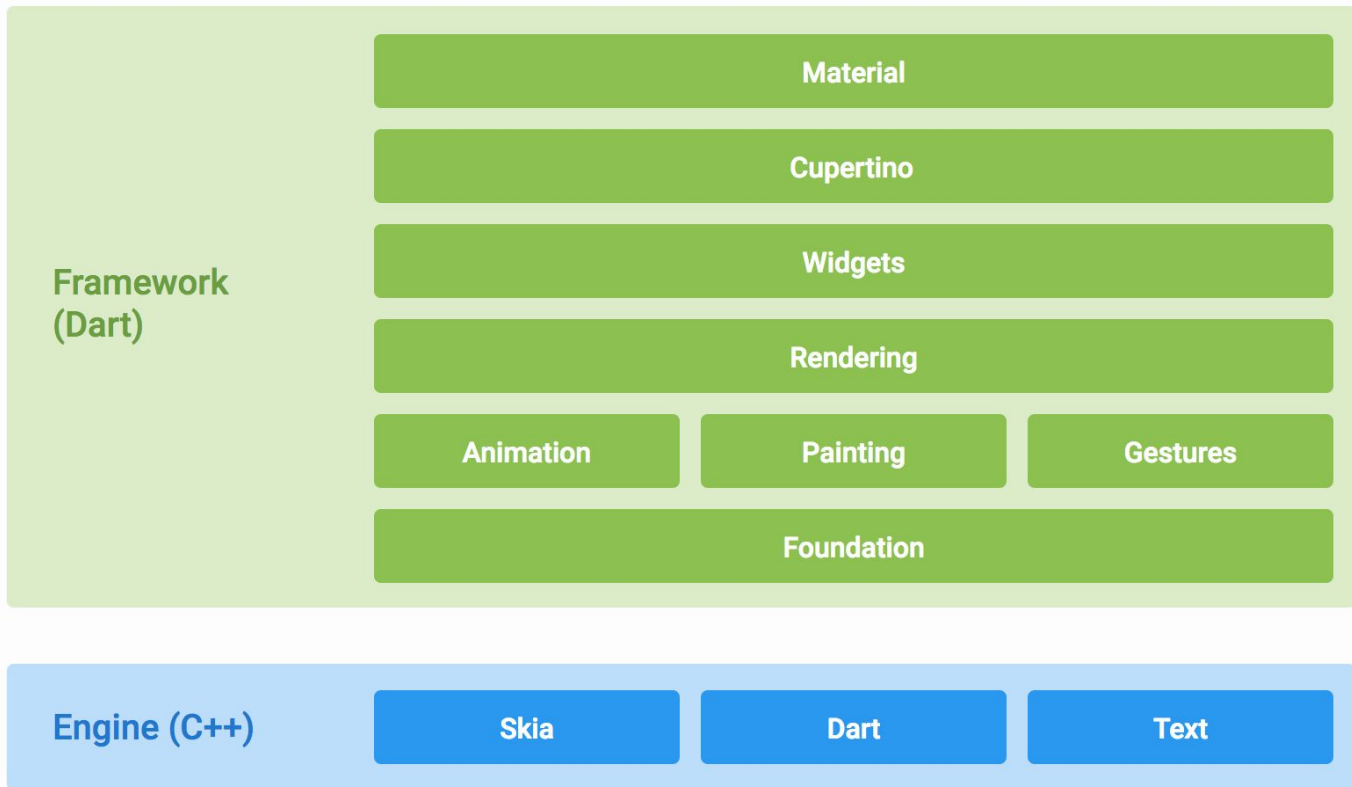 Material
Cupertino
Widgets
Framework
(Dart)
Rendering
Animation Painting Gestures
Foundation
Engine (C++) Skia Dart Text